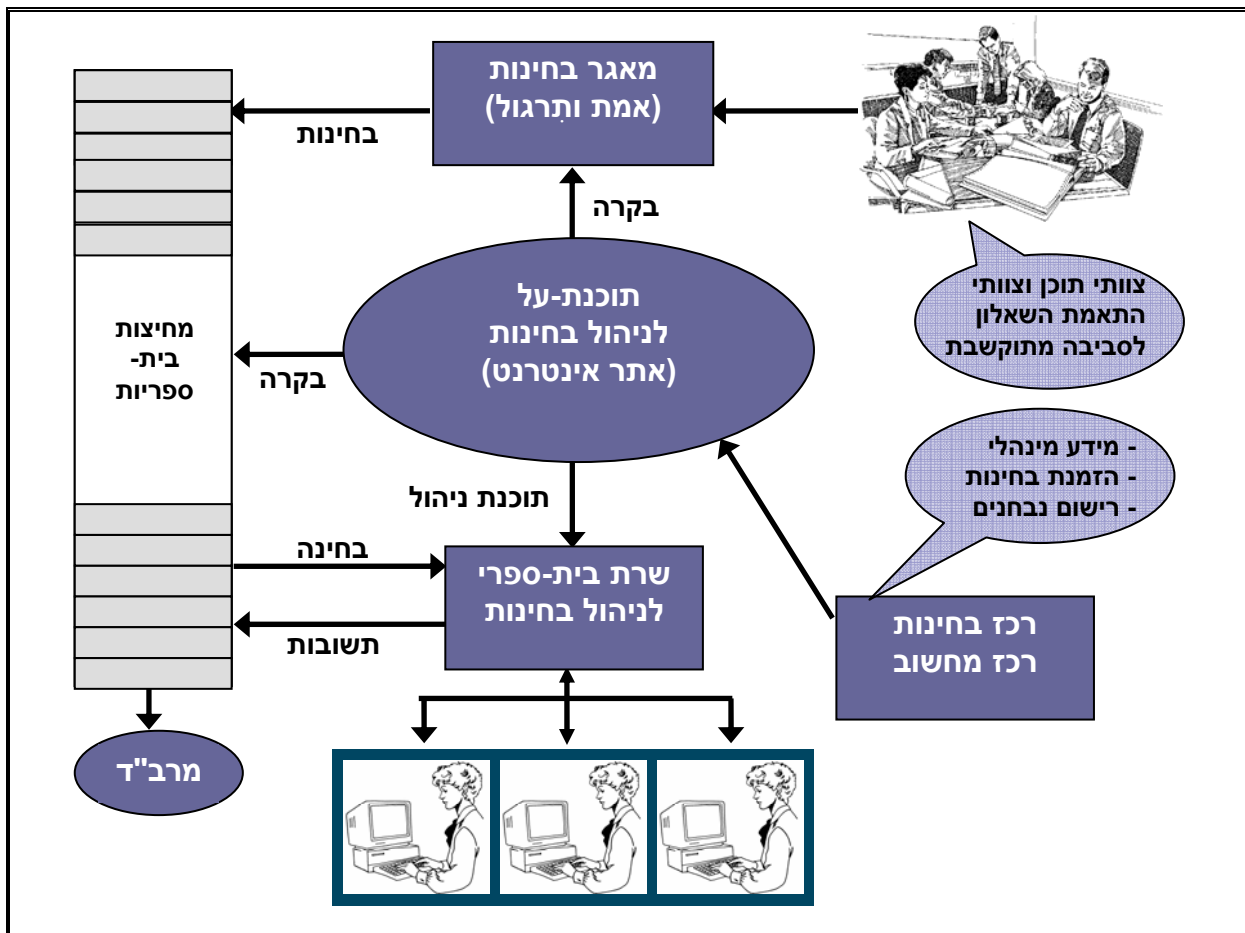 מאגר בחינות
(אמת ותִרגול)
בחינות
בקרה
צוותי תוכן וצוותי
התאמת השאלון
לסביבה מתוקשבת
תוכנת-על
לניהול בחינות
(אתר אינטרנט)
בקרה
מחיצות
בית-
ספריות
- מידע מינהלי
- הזמנת בחינות
- רישום נבחנים
תוכנת ניהול
בחינה
שרת בית-ספרי
לניהול בחינות
תשובות
רכז בחינות
רכז מחשוב
מרב"ד